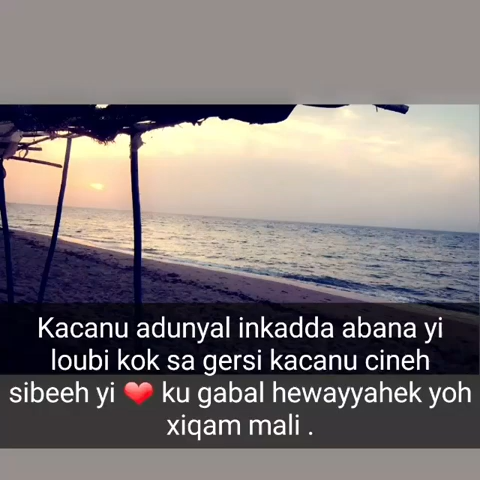 Kacanu adunyal inkadda abana yi
loubi kok sa gersi kacanu cineh
sibeeh yi ❤️ ku gabal hewayyahek yoh
xiqam mali .